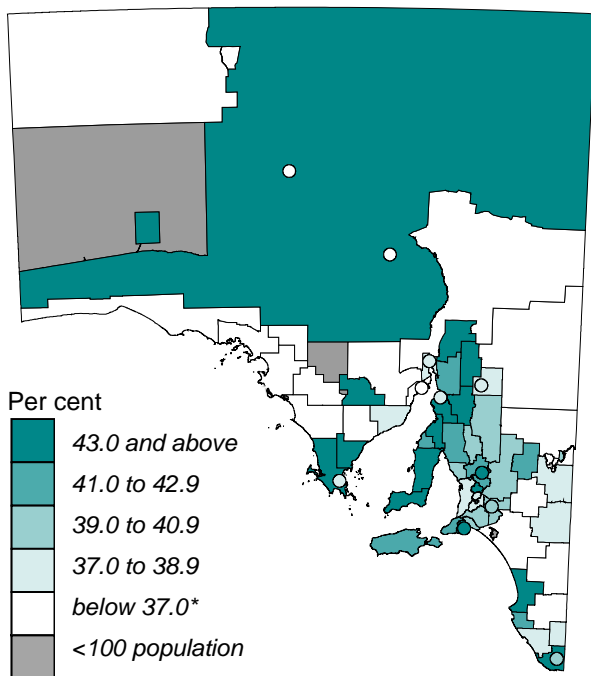 Per cent
43.0 and above
41.0 to 42.9
39.0 to 40.9
37.0 to 38.9
below 37.0*
<100 population